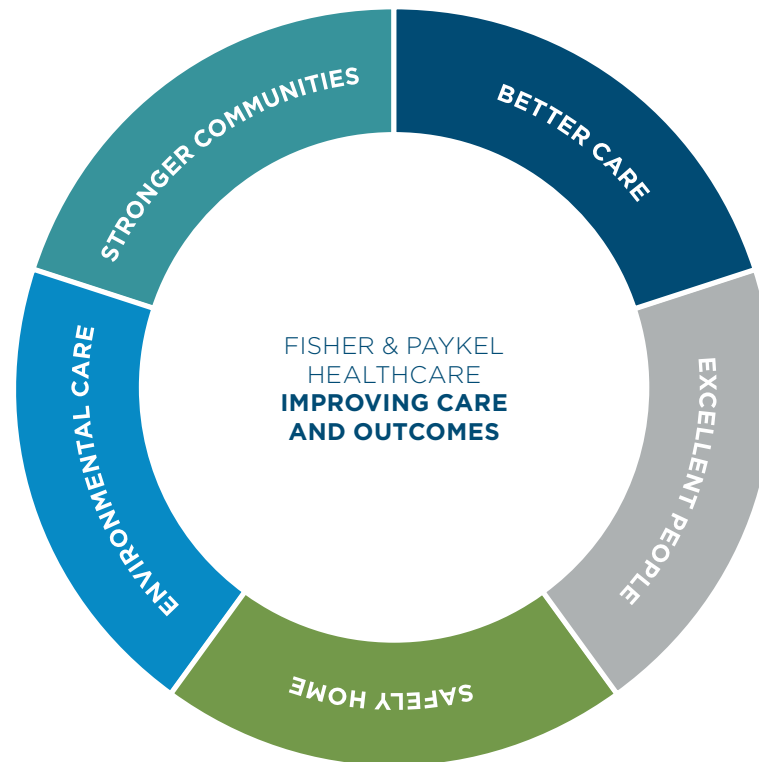 STRONGER COMMUNITIES
BETTER CARE
EXCELLENT PEOPLE
SAFELY HOME
ENVIRONMENTAL CARE
FISHER & PAYKEL
HEALTHCARE
IMPROVING CARE
AND OUTCOMES